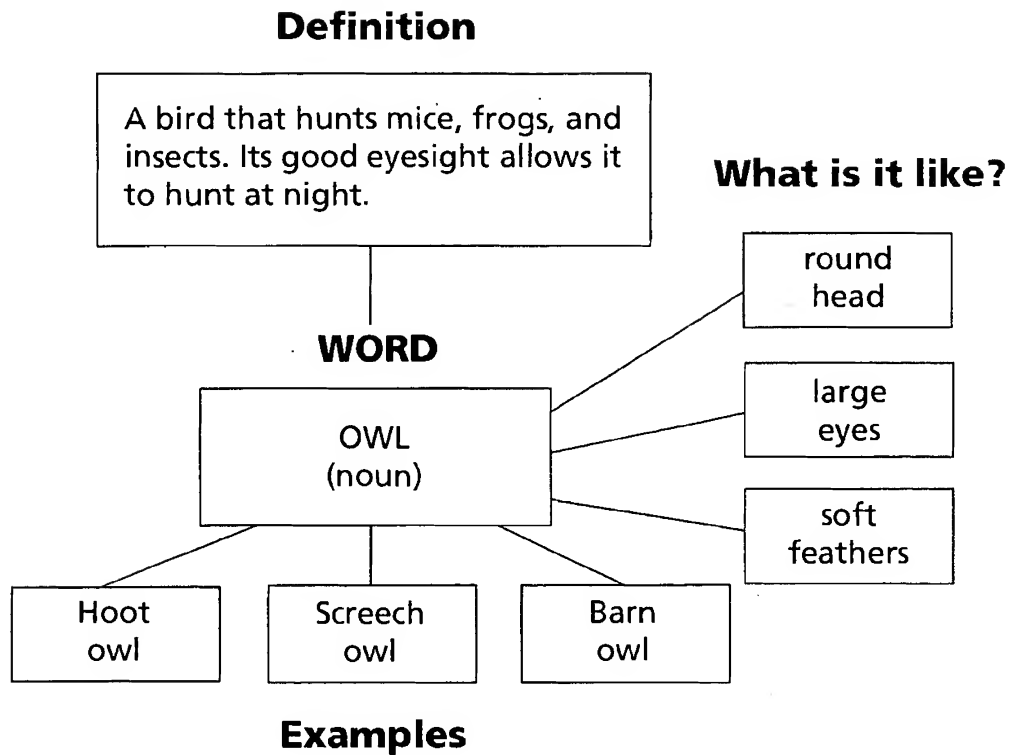 Definition
A bird that hunts mice, frogs, and
insects. Its good eyesight allows it
to hunt at night.
What is it like?
round
head
large
eyes
soft
feathers
WORD
OWL
(noun)
Hoot
owl
Screech
owl
Barn
owl
Examples